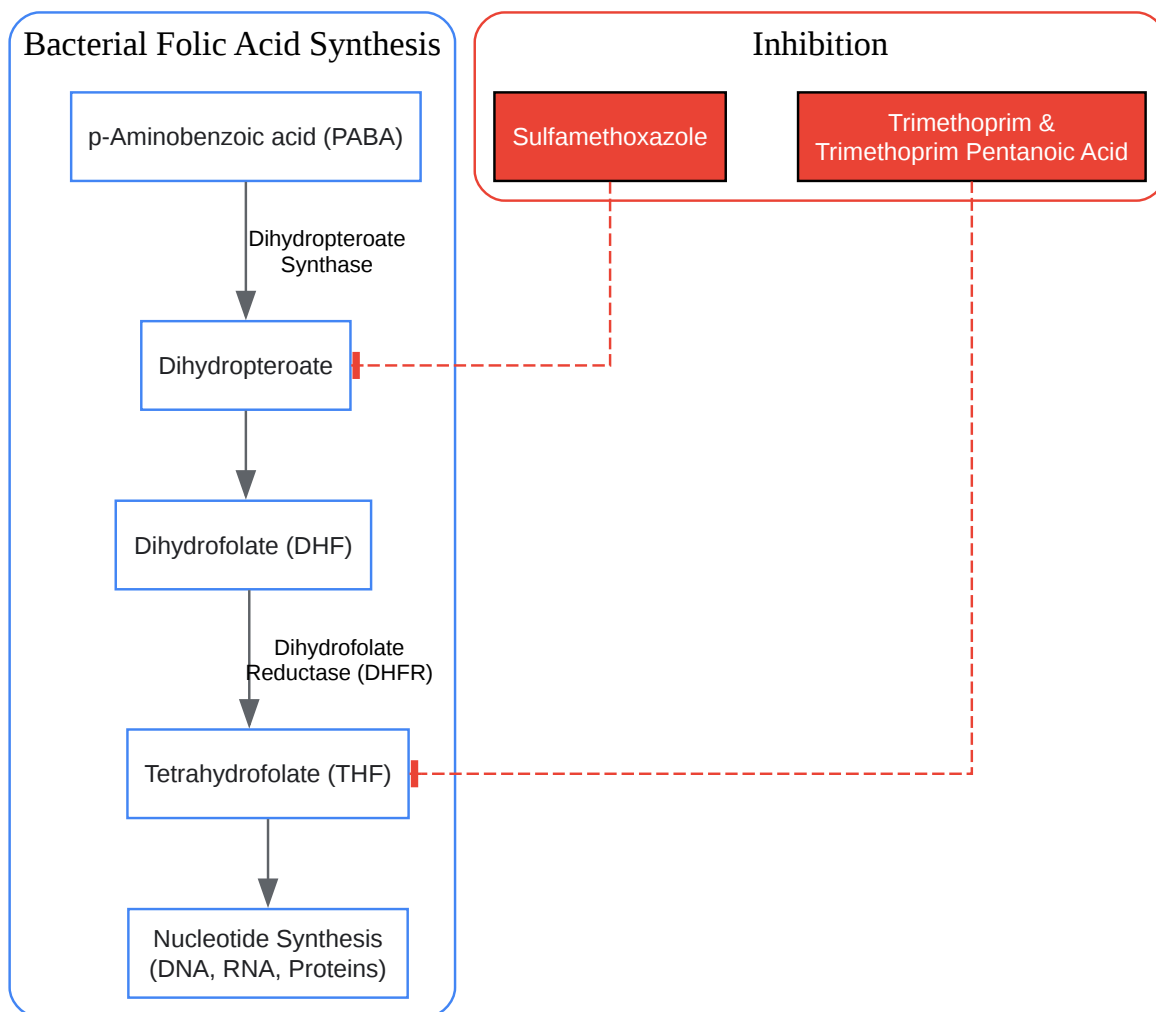 Bacterial Folic Acid Synthesis
Inhibition
p-Aminobenzoic acid (PABA)
Sulfamethoxazole
Trimethoprim &
Trimethoprim Pentanoic Acid
Dihydropteroate
Synthase
Dihydropteroate
Dihydrofolate (DHF)
Dihydrofolate
Reductase (DHFR)
Tetrahydrofolate (THF)
Nucleotide Synthesis
(DNA, RNA, Proteins)